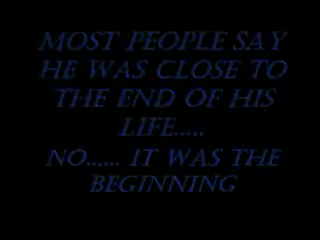 MOST PEOPLE SAY
HE WAS CLOSE TO
THE END OF HIS
LIFE.....
NO...... IT WAS THE
BEGINNING